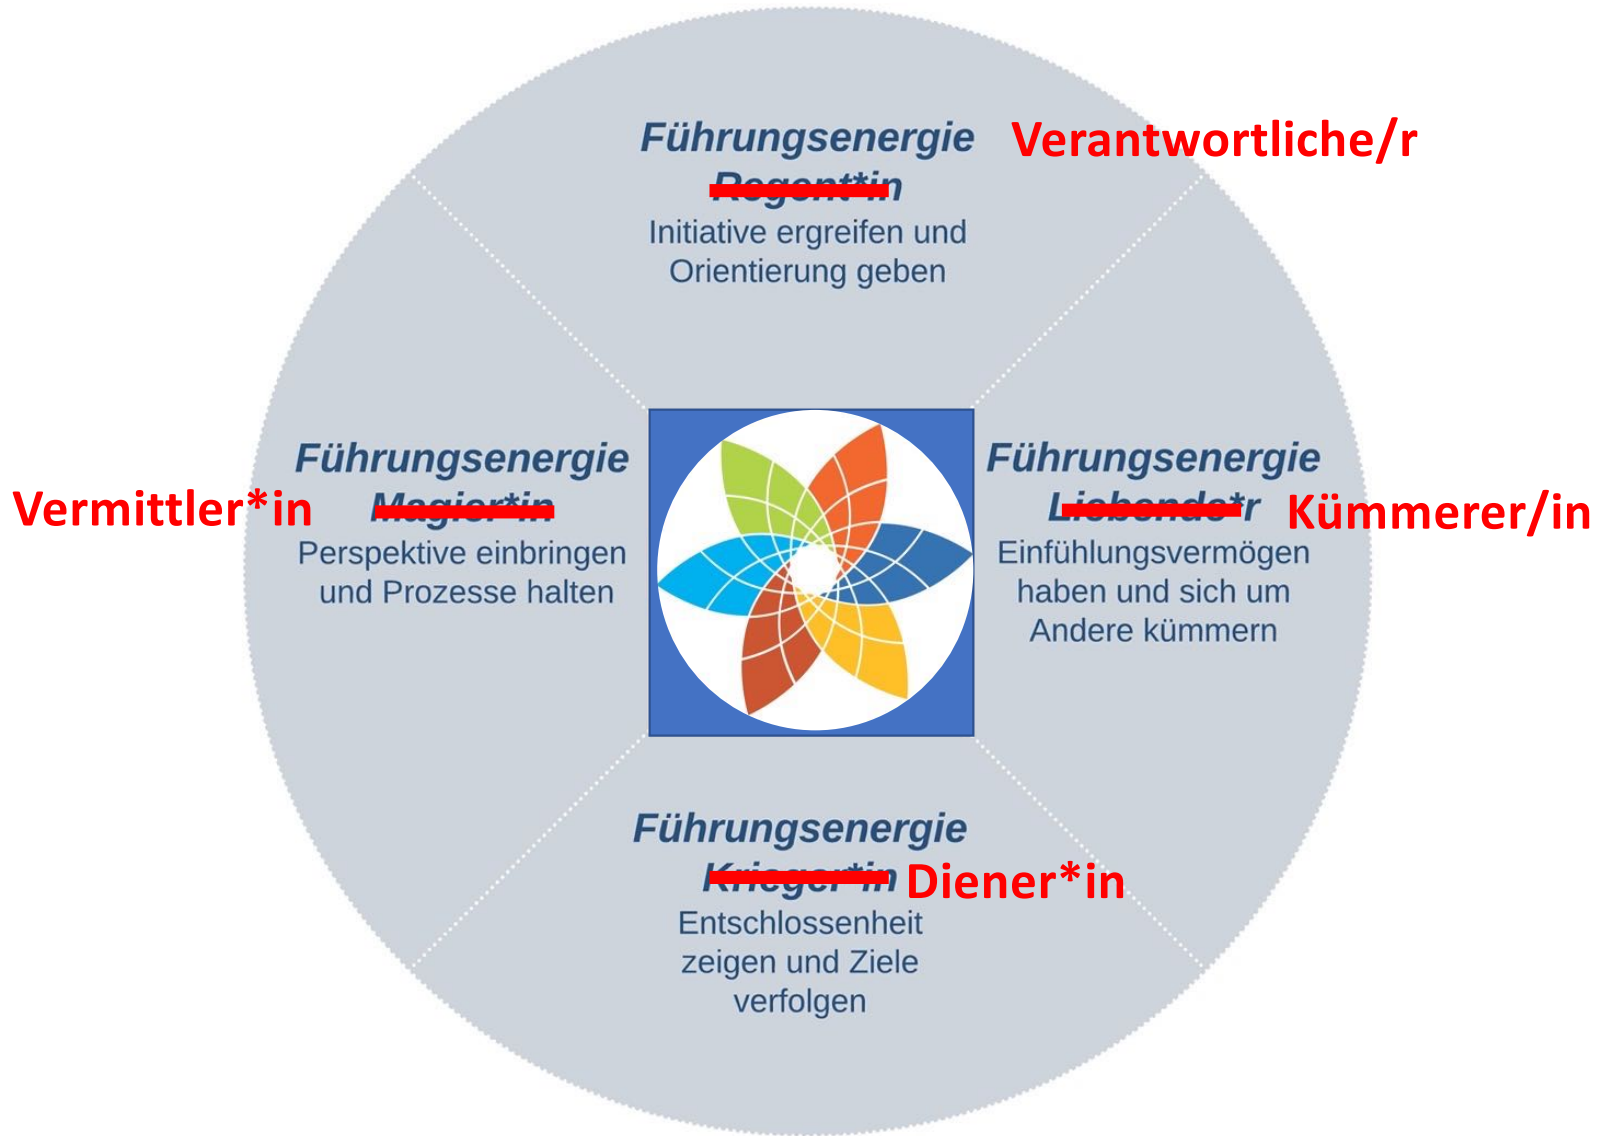 Führungsenergie
Verantwortliche/r
Regent*in
Initiative ergreifen und
Orientierung geben
Führungsenergie
Vermittler*in
Magier*in
Perspektive einbringen
und Prozesse halten
Führungsenergie
Liebende*r
Kümmerer/in
Einfühlungsvermögen
haben und sich um
Andere kümmern
Führungsenergie
Krieger*in
Diener*in
Entschlossenheit
zeigen und Ziele
verfolgen